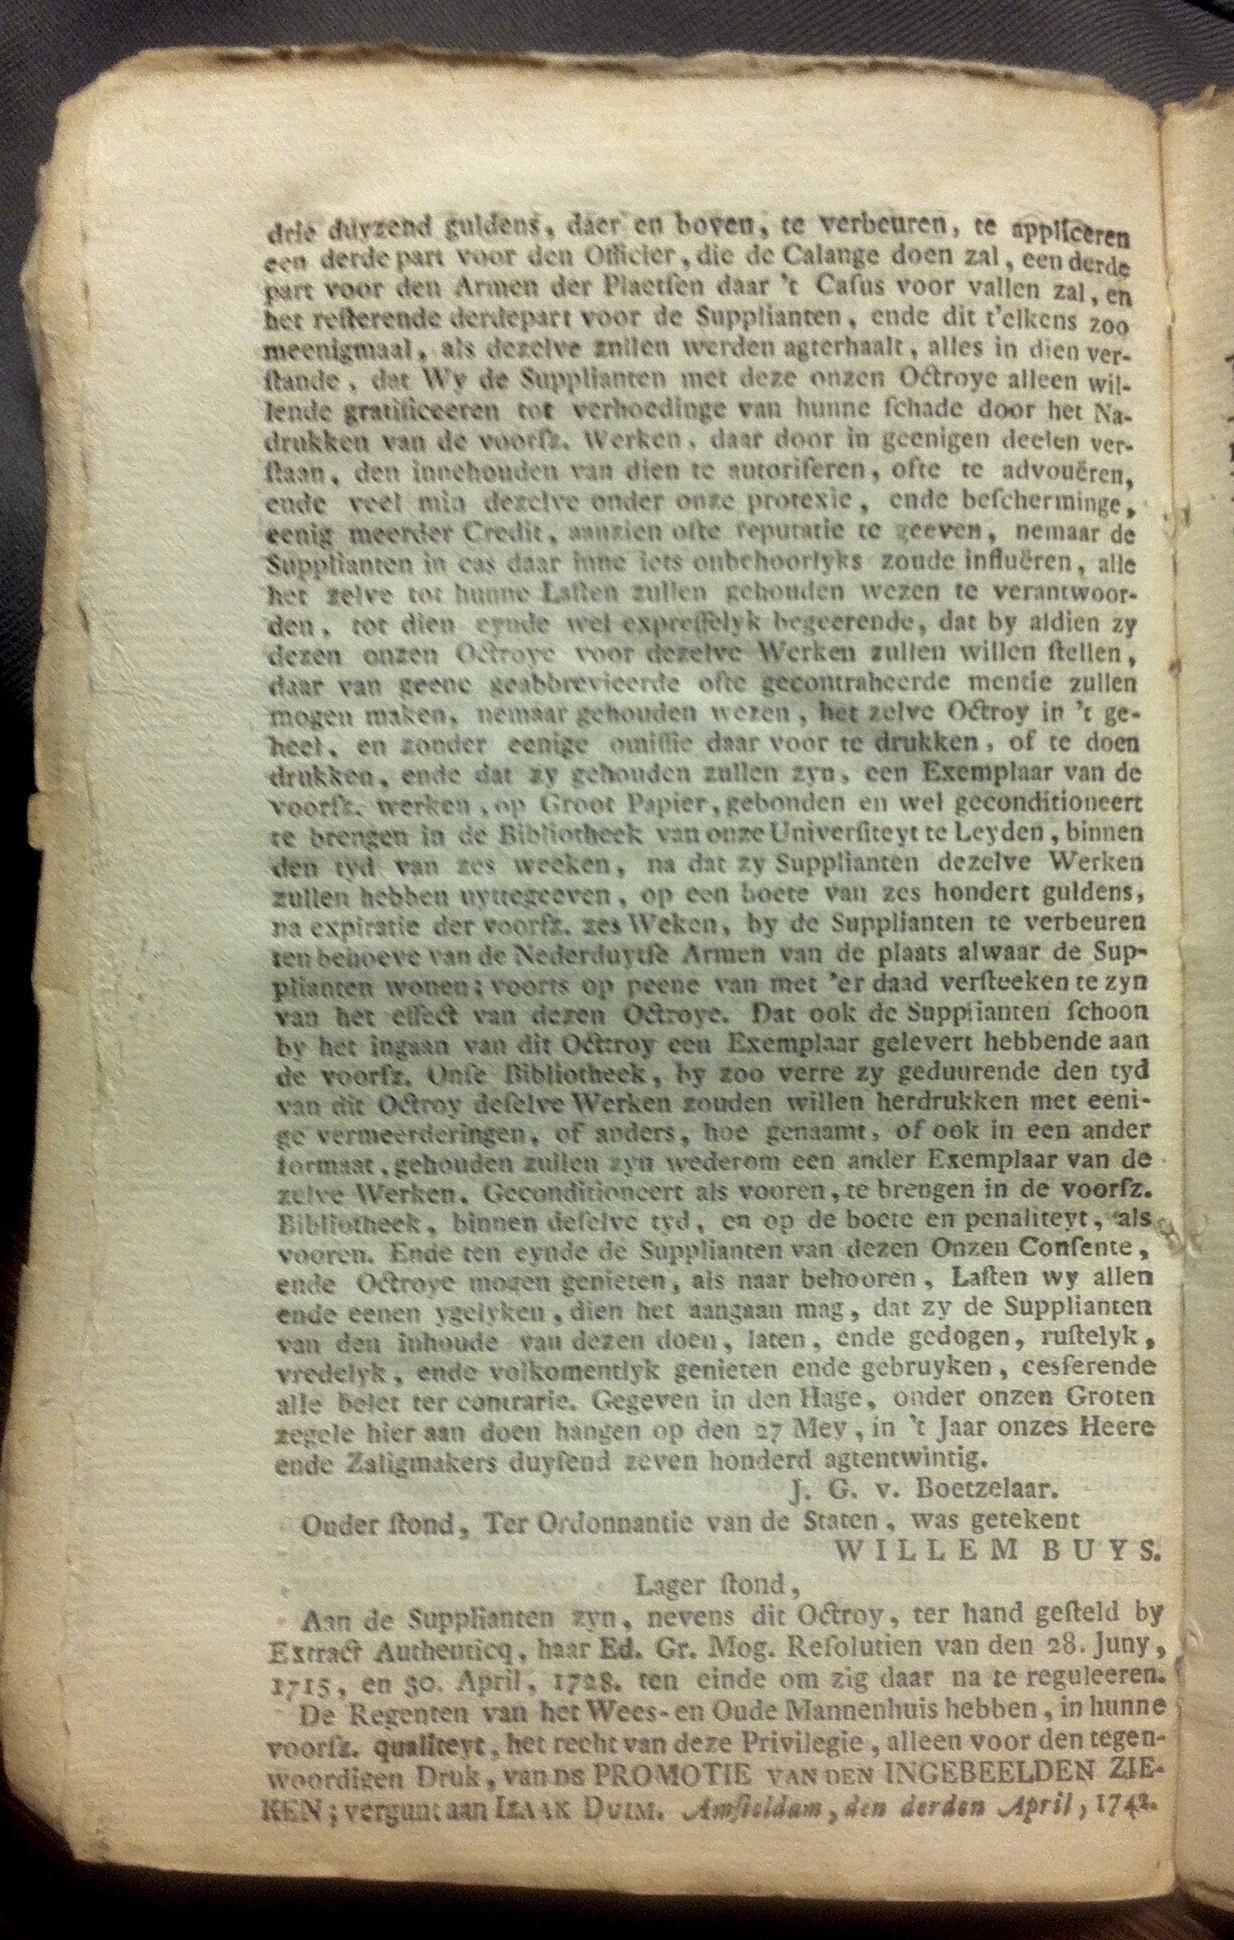 drie duyzend guldens, daer en boven, te verbeuren, te appliceren
een derde part voor den Officier, die de Calange doen zal, een derde
part voor den Armen der Plaetſen daar 't Caſus voor vallen zal, en
het reſterende derdepart voor de Supplianten, ende dit t'elkens zoo
meenigmaal, als dezelve zullen werden agterhaalt, alles in dien ver-
ſtande, dat Wy de Supplianten met deze onzen Octroye alleen wil-
lende gratificeeren tot verhoedinge van hunne ſchade door het Na-
drukken van de voorſz. Werken, daar door in geenigen deelen ver-
ſtaan, den innehouden van dien te autoriſeren, ofte te advouëren,
ende veel min dezelve onder onze protexie, ende beſcherminge,
eenig meerder Credit, aanzien ofte reputatie te geeven, nemaar de
Supplianten in cas daar inne iets onbehoorlyks zoude influëren, alle
het zelve tot hunne Laſten zullen gehouden wezen te verantwoor-
den, tot dien eynde wel expreſſelyk begeerende, dat by aldien zy
dezen onzen Octroye voor dezelve Werken zullen willen ſtellen,
daar van geene geabbrevieerde ofte gecontraheerde mentie zullen
mogen maken, nemaar gehouden wezen, het zelve Octroy in 't ge-
heel, en zonder eenige omiſſie daar voor te drukken, of te doen
drukken, ende dat zy gehouden zullen zyn, een Exemplaar van de
voorſz. werken, op Groot Papier, gebonden en wel geconditioneert
te brengen in de Bibliotheek van onze Univerſiteyt te Leyden, binnen
den tyd van zes weeken, na dat zy Supplianten dezelve Werken
zullen hebben uyttegeeven, op een boete van zes hondert guldens,
na expiratie der voorſz. zes Weken, by de Supplianten te verbeuren
ten behoeve van de Nederduytſe Armen van de plaats alwaar de Sup-
plianten wonen; voorts op peene van met 'er daad verſteeken te zyn
van het effect van dezen Octroye. Dat ook de Supplianten ſchoon
by het ingaan van dit Octroy een Exemplaar gelevert hebbende aan
de voorſz. Onſe Bibliotheek, by zoo verre zy geduurende den tyd
van dit Octroy deſelve Werken zouden willen herdrukken met eeni-
ge vermeerderingen, of anders, hoe genaamt, of ook in een ander
formaat, gehouden zullen zyn wederom een ander Exemplaar van de
zelve Werken. Geconditioneert als vooren, te brengen in de voorſz.
Bibliotheek, binnen deſelve tyd, en op de boete en penaliteyt, als
vooren. Ende ten eynde de Supplianten van dezen Onzen Conſente,
ende Octroye mogen genieten, als naar behooren, Laſten wy allen
ende eenen ygelyken, dien het aangaan mag, dat zy de Supplianten
van den inhoude van dezen doen, laten, ende gedogen, ruſtelyk,
vredelyk, ende volkomentlyk genieten ende gebruyken, cesſerende
alle belet ter contrarie. Gegeven in den Hage, onder onzen Groten
zegele hier aan doen hangen op den 27 Mey, in 't Jaar onzes Heere
ende Zaligmakers duyſend zeven honderd agtentwintig.
J. G. v. Boetzelaar.
Onder ſtond, Ter Ordonnantie van de Staten, was getekent
WILLEM BUYS.
Lager ſtond,
Aan de Supplianten zyn, nevens dit Octroy, ter hand geſteld by
Extract Authenticq, haar Ed. Gr. Mog. Reſolutien van den 28. Juny,
1715, en 30. April, 1728. ten einde om zig daar na te reguleeren.
De Regenten van het Wees- en Oude Mannenhuis hebben, in hunne
voorſz. qualiteyt, het recht van deze Privilegie, alleen voor den tegen-
woordigen Druk, van DE PROMOTIE VAN DEN INGEBEELDEN ZIE-
KEN; vergunt aan IZAAK DUIM. Amſteldam, den derden April, 1742.